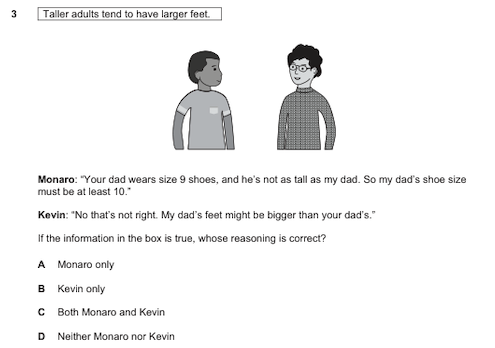 3 Taller adults tend to have larger feet.
Monaro: “Your dad wears size 9 shoes, and he’s not as tall as my dad. So my dad’s shoe size
must be at least 10.”
Kevin: “No that’s not right. My dad’s feet might be bigger than your dad’s.”
If the information in the box is true, whose reasoning is correct?
A Monaro only
B Kevin only
C Both Monaro and Kevin
D Neither Monaro nor Kevin